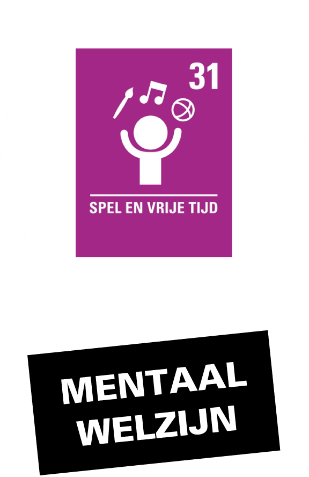 31
SPEL EN VRIJE TIJD
MENTAAL
WELZIJN